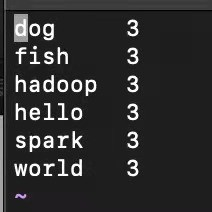 dog 3
fish 3
hadoop 3
hello 3
spark 3
world 3
~